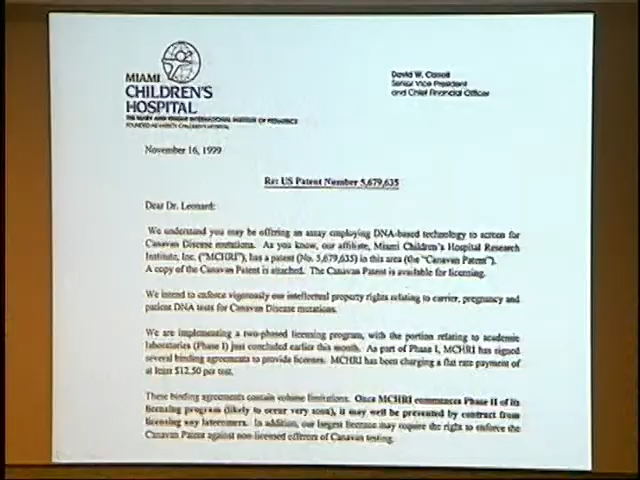 MIAMI
CHILDREN'S
HOSPITAL
INTERNATIONAL INSTITUTE OF PEDIATRICS
David W. Carroll
Senior Vice President
and Chief Financial Officer
November 16, 1999
Re: US Patent Number 5,679,635
Dear Dr. Leonard:
We understand you may be offering an assay employing DNA-based technology to screen for
Canavan Disease mutations. As you know, our affiliate, Miami Children's Hospital Research
Institute, Inc. ("MCHRI"), has a patent (No. 5,679,635) in this area (the "Canavan Patent").
A copy of the Canavan Patent is attached. The Canavan Patent is available for licensing.
We intend to enforce vigorously our intellectual property rights relating to carrier, pregnancy and
patient DNA tests for Canavan Disease mutations.
We are implementing a two-phased licensing program, with the portion relating to academic
laboratories (Phase I) just concluded earlier this month. As part of Phase I, MCHRI has signed
several binding agreements to provide licenses. MCHRI has been charging a flat rate payment of
at least $12.50 per test.
These binding agreements contain volume limitations. Once MCHRI commences Phase II of its
licensing program (likely to occur very soon), it may well be prevented by contract from
licensing any latecomers. In addition, our largest licensee may require the right to enforce the
Canavan Patent against non-licensed offerers of Canavan testing.